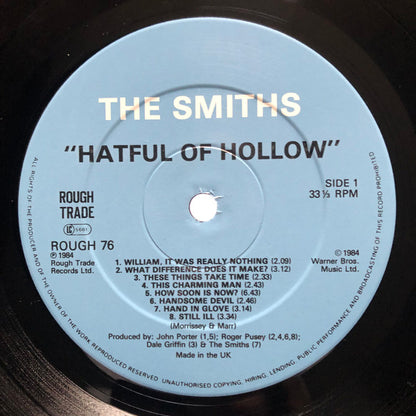 THE SMITHS
"HATFUL OF HOLLOW"
ROUGH
TRADE
SIDE 1
33⅓ RPM
ROUGH 76
℗ 1984
Rough Trade
Records Ltd.
© 1984
Warner Bros.
Music Ltd.
1. WILLIAM, IT WAS REALLY NOTHING (2.09)
2. WHAT DIFFERENCE DOES IT MAKE? (3.12)
3. THESE THINGS TAKE TIME (2.33)
4. THIS CHARMING MAN (2.43)
5. HOW SOON IS NOW? (6.43)
6. HANDSOME DEVIL (2.46)
7. HAND IN GLOVE (3.14)
8. STILL ILL (3.34)
(Morrissey & Marr)
Produced by: John Porter (1,5); Roger Pusey (2,4,6,8);
Dale Griffin (3) & The Smiths (7)
Made in the UK
ALL RIGHTS OF THE PRODUCER AND OF THE OWNER OF THE WORK REPRODUCED RESERVED. UNAUTHORISED COPYING, HIRING, LENDING, PUBLIC PERFORMANCE AND BROADCASTING OF THIS RECORD PROHIBITED